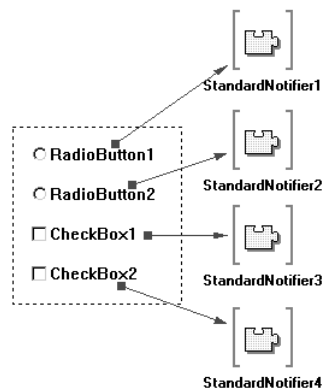 StandardNotifier1
RadioButton1
StandardNotifier2
RadioButton2
CheckBox1
StandardNotifier3
CheckBox2
StandardNotifier4